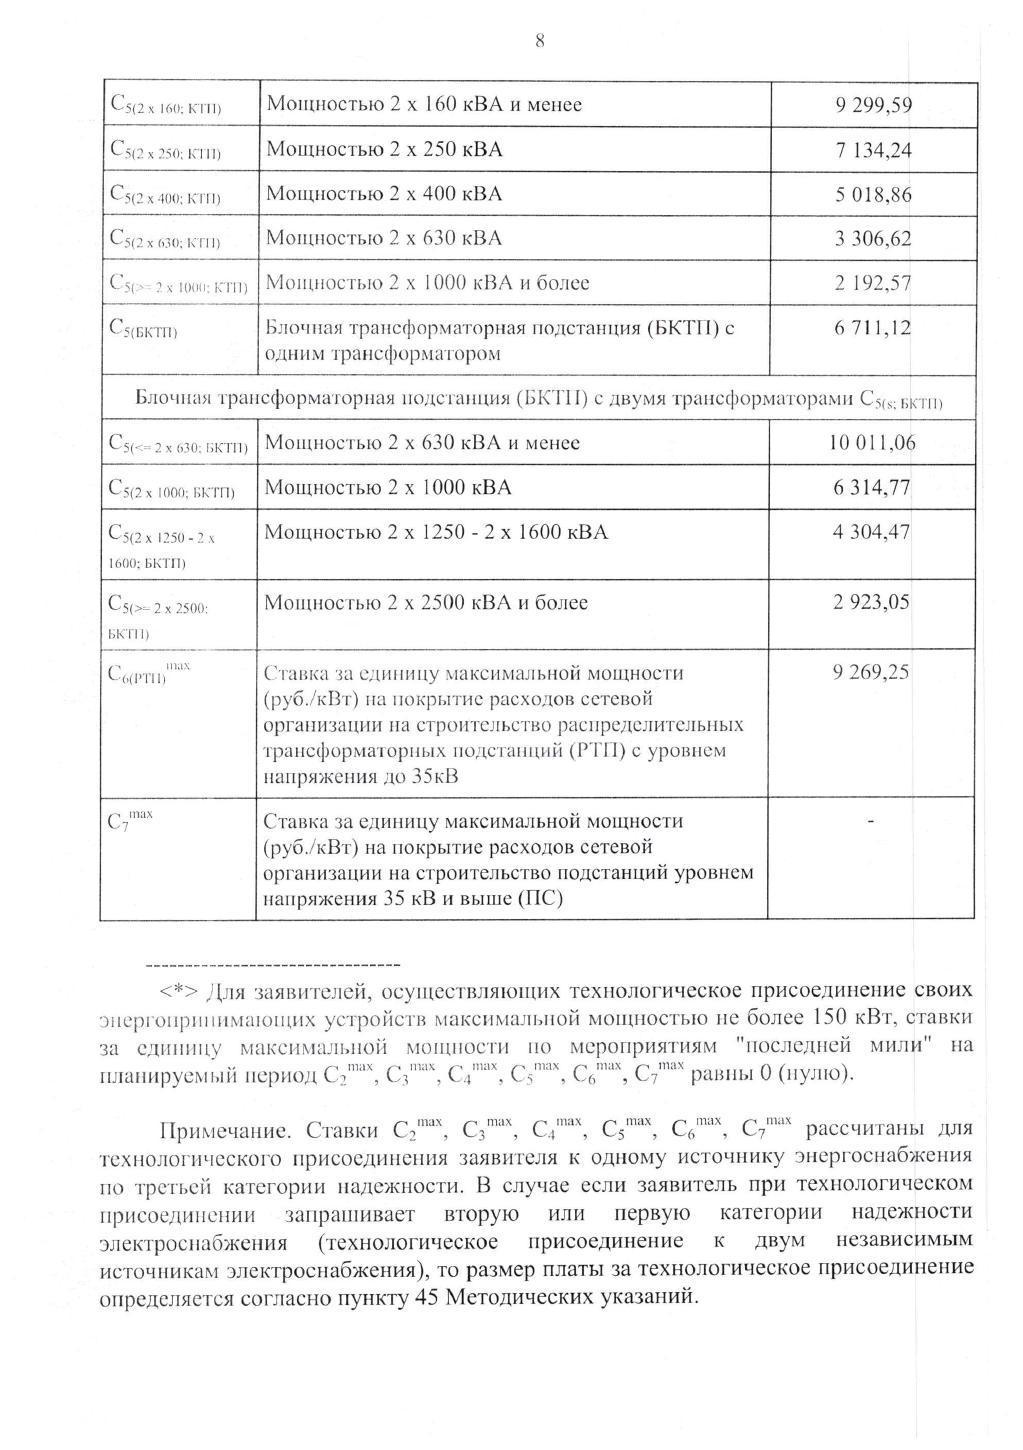 8
C5(2 x 160; КТП) Мощностью 2 х 160 кВА и менее 9 299,59
C5(2 x 250; КТП) Мощностью 2 х 250 кВА 7 134,24
C5(2 x 400; КТП) Мощностью 2 х 400 кВА 5 018,86
C5(2 x 630; КТП) Мощностью 2 х 630 кВА 3 306,62
C5(>= 2 x 1000; КТП) Мощностью 2 х 1000 кВА и более 2 192,57
C5(БКТП) Блочная трансформаторная подстанция (БКТП) с 6 711,12
одним трансформатором
Блочная трансформаторная подстанция (БКТП) с двумя трансформаторами C5(s; БКТП)
C5(<= 2 x 630; БКТП) Мощностью 2 х 630 кВА и менее 10 011,06
C5(2 x 1000; БКТП) Мощностью 2 х 1000 кВА 6 314,77
C5(2 x 1250 - 2 x Мощностью 2 х 1250 - 2 х 1600 кВА 4 304,47
1600; БКТП)
C5(>= 2 x 2500; Мощностью 2 х 2500 кВА и более 2 923,05
БКТП)
C6(РТП)max Ставка за единицу максимальной мощности 9 269,25
(руб./кВт) на покрытие расходов сетевой
организации на строительство распределительных
трансформаторных подстанций (РТП) с уровнем
напряжения до 35кВ
C7max Ставка за единицу максимальной мощности -
(руб./кВт) на покрытие расходов сетевой
организации на строительство подстанций уровнем
напряжения 35 кВ и выше (ПС)
--------------------------------
<*> Для заявителей, осуществляющих технологическое присоединение своих
энергопринимающих устройств максимальной мощностью не более 150 кВт, ставки
за единицу максимальной мощности по мероприятиям "последней мили" на
планируемый период C2max, C3max, C4max, C5max, C6max, C7max равны 0 (нулю).
Примечание. Ставки C2max, C3max, C4max, C5max, C6max, C7max рассчитаны для
технологического присоединения заявителя к одному источнику энергоснабжения
по третьей категории надежности. В случае если заявитель при технологическом
присоединении запрашивает вторую или первую категории надежности
электроснабжения (технологическое присоединение к двум независимым
источникам электроснабжения), то размер платы за технологическое присоединение
определяется согласно пункту 45 Методических указаний.